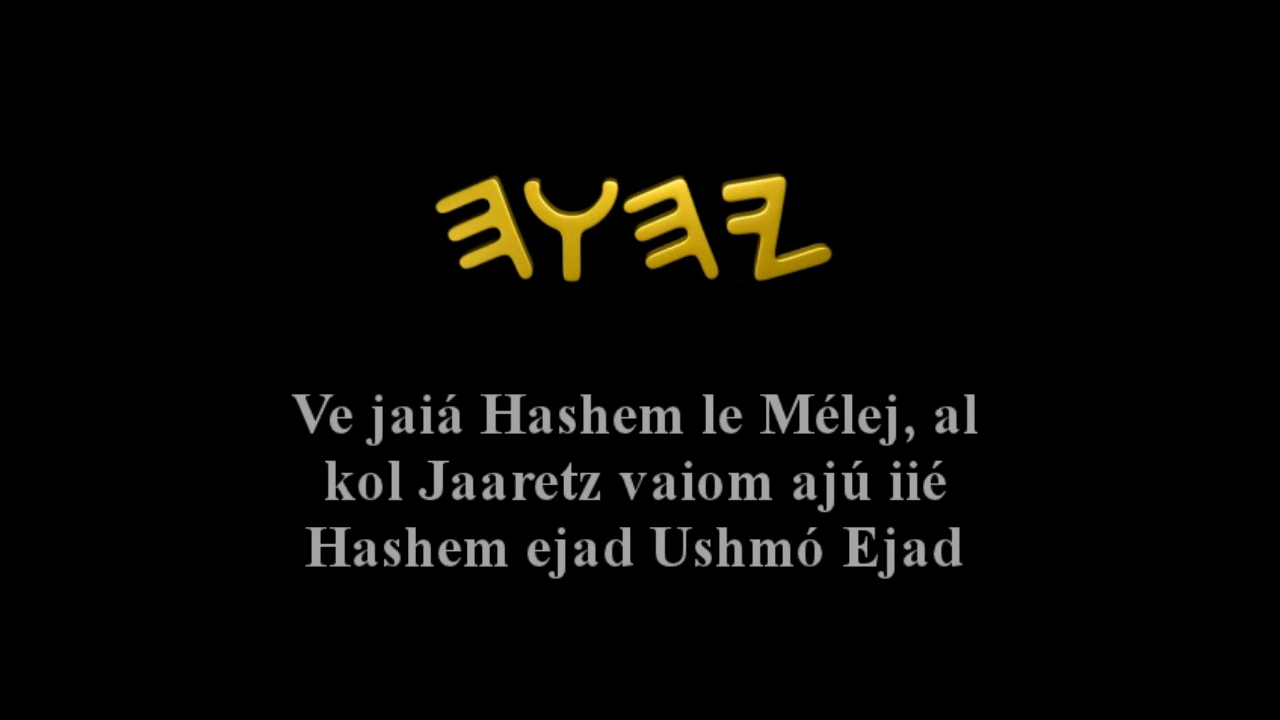 𐤉𐤄𐤅𐤄
Ve jaiá Hashem le Mélej, al
kol Jaaretz vaiom ajú iié
Hashem ejad Ushmó Ejad